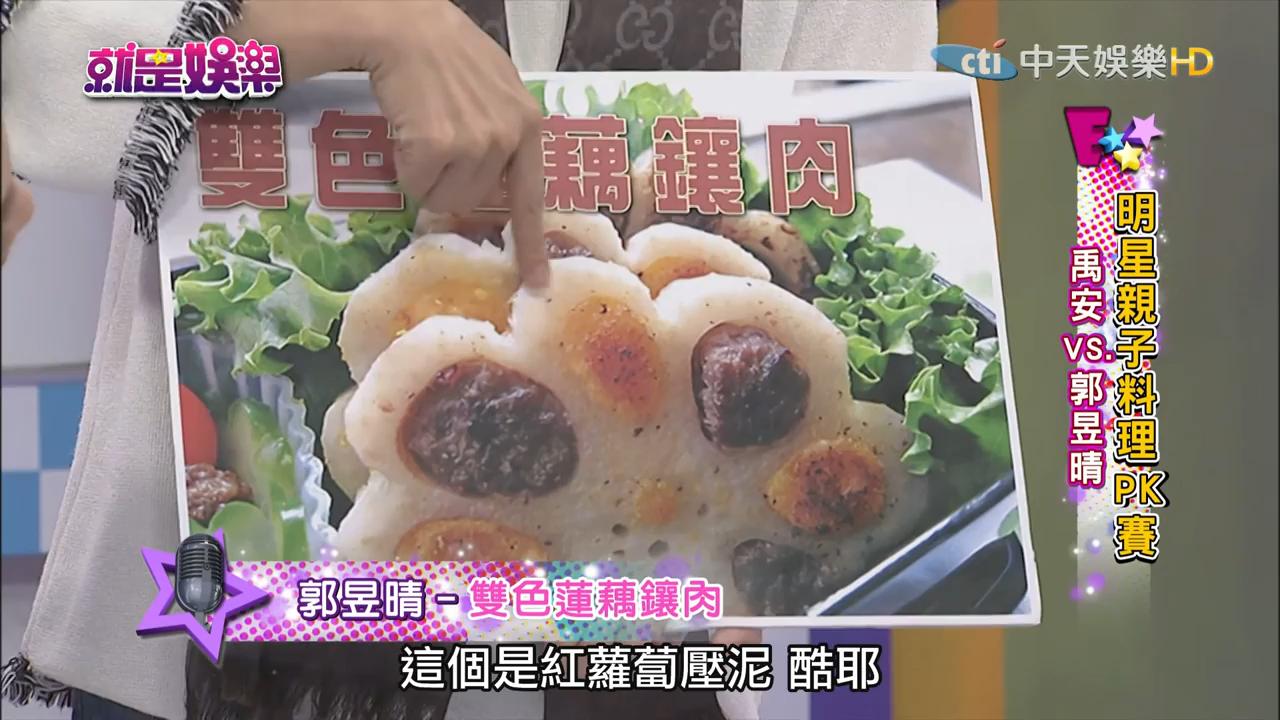 就是娛樂
cti 中天娛樂HD
雙色蓮藕鑲肉
明星親子料理PK賽
禹安VS.郭昱晴
郭昱晴-雙色蓮藕鑲肉
這個是紅蘿蔔壓泥 酷耶